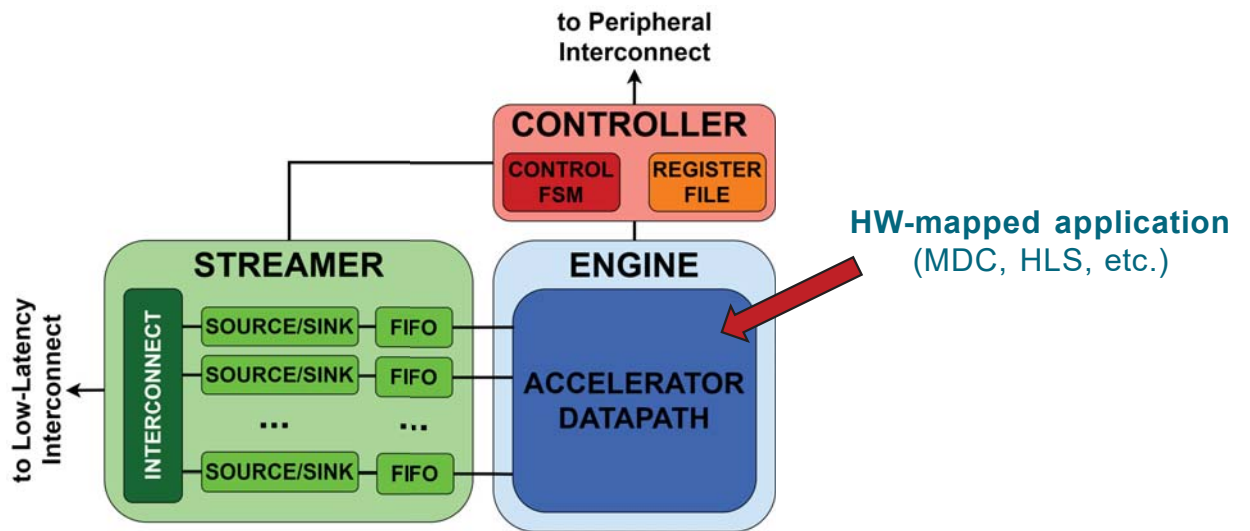 to Peripheral
Interconnect
CONTROLLER
CONTROL
FSM
REGISTER
FILE
HW-mapped application
(MDC, HLS, etc.)
STREAMER
ENGINE
to Low-Latency
Interconnect
INTERCONNECT
SOURCE/SINK
FIFO
SOURCE/SINK
FIFO
...
...
SOURCE/SINK
FIFO
ACCELERATOR
DATAPATH